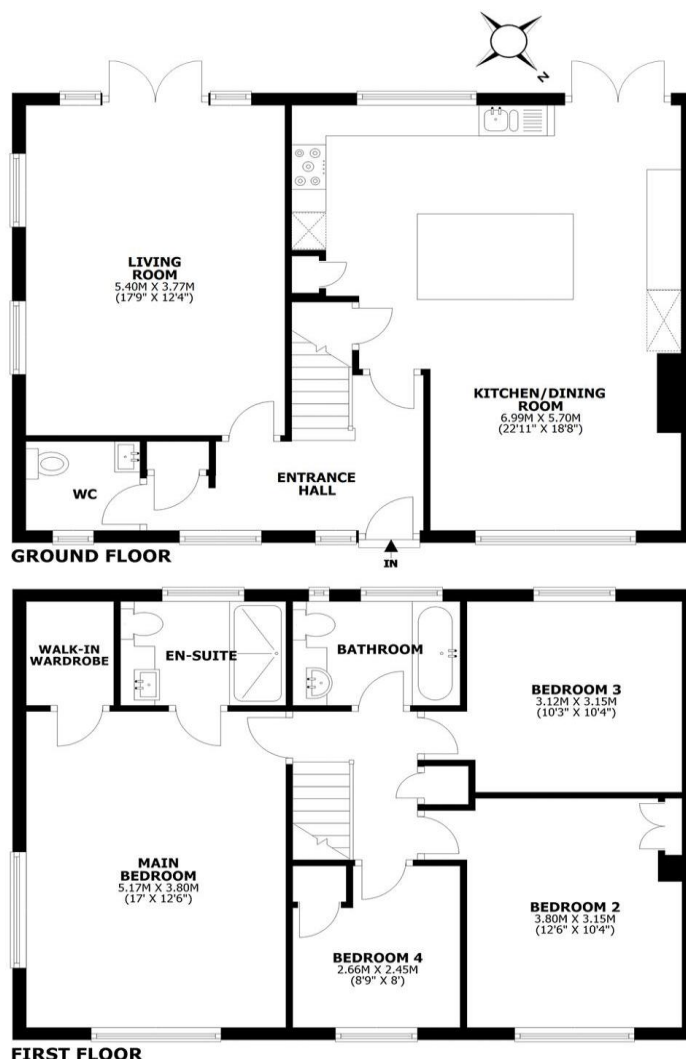 N
LIVING
ROOM
5.40M X 3.77M
(17'9" X 12'4")
KITCHEN/DINING
ROOM
6.99M X 5.70M
(22'11" X 18'8")
ENTRANCE
HALL
WC
IN
GROUND FLOOR
WALK-IN
WARDROBE
EN-SUITE
BATHROOM
BEDROOM 3
3.12M X 3.15M
(10'3" X 10'4")
MAIN
BEDROOM
5.17M X 3.80M
(17' X 12'6")
BEDROOM 2
3.80M X 3.15M
(12'6" X 10'4")
BEDROOM 4
2.66M X 2.45M
(8'9" X 8')
FIRST FLOOR